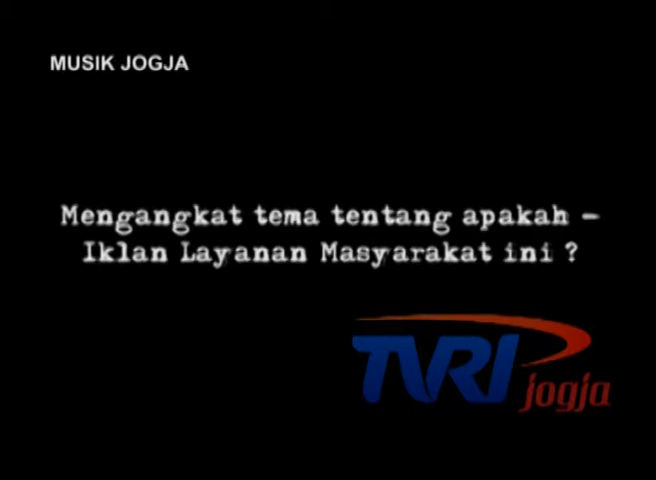 MUSIK JOGJA
Mengangkat tema tentang apakah -
Iklan Layanan Masyarakat ini ?
TVRI
jogja